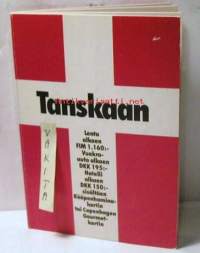 Tanskaan
Lento
alkaen
FIM 1.160:-
Vuokra-
auto alkaen
DKK 195:-
Hotelli
alkaen
DKK 150:-
sisältäen
Kööpenhamina-
kortin
tai Copenhagen
Gourmet-
kortin
VAKITA